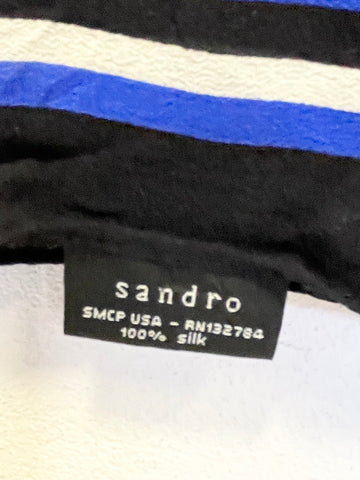 sandro
SMCP USA - RN132784
100% silk